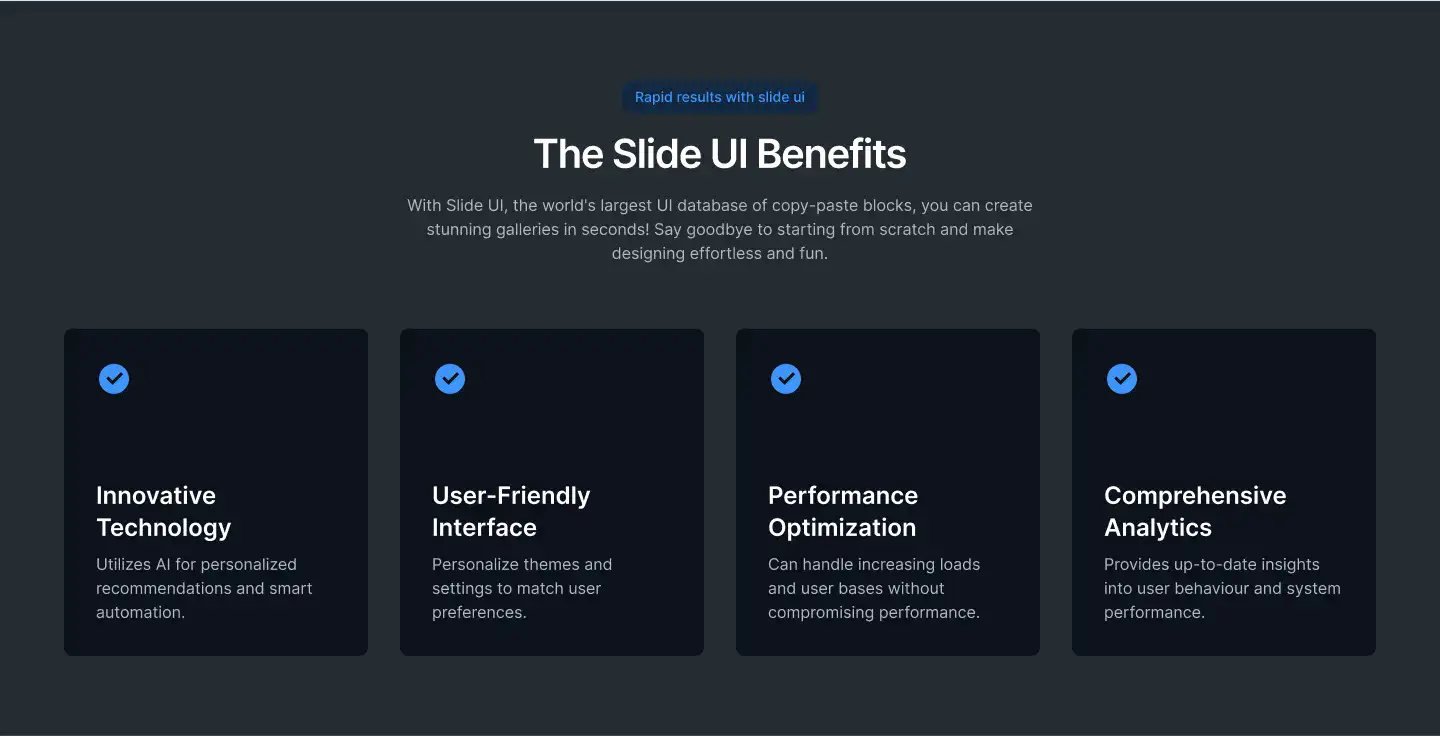 Rapid results with slide ui
The Slide UI Benefits
With Slide UI, the world's largest UI database of copy-paste blocks, you can create
stunning galleries in seconds! Say goodbye to starting from scratch and make
designing effortless and fun.
Innovative
Technology
Utilizes AI for personalized
recommendations and smart
automation.
User-Friendly
Interface
Personalize themes and
settings to match user
preferences.
Performance
Optimization
Can handle increasing loads
and user bases without
compromising performance.
Comprehensive
Analytics
Provides up-to-date insights
into user behaviour and system
performance.